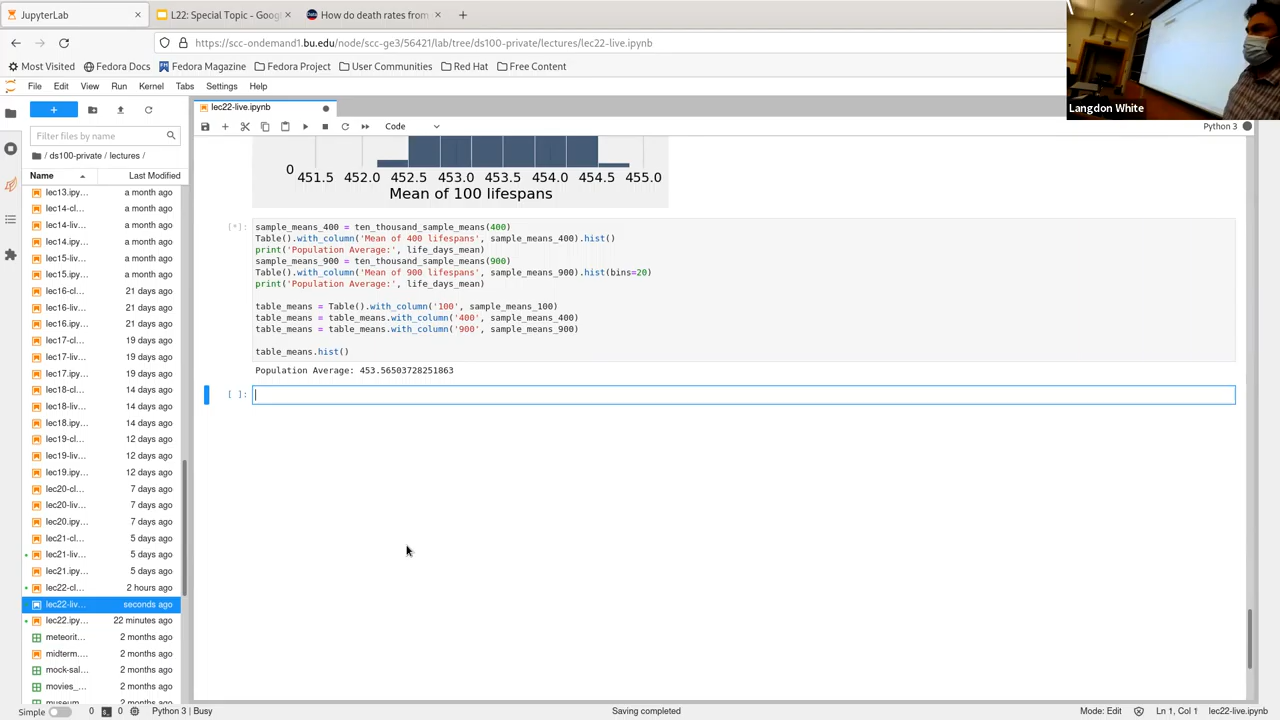 JupyterLab
L22: Special Topic - Goog
How do death rates from
https://scc-ondemand1.bu.edu/node/scc-ge3/56421/lab/tree/ds100-private/lectures/lec22-live.ipynb
Most Visited
Fedora Docs
Fedora Magazine
Fedora Project
User Communities
Red Hat
Free Content
Langdon White
File Edit View Run Kernel Tabs Settings Help
lec22-live.ipynb
Code
Python 3
Filter files by name
/ ds100-private / lectures /
Name Last Modified
lec13.ipy... a month ago
lec14-cl... a month ago
lec14-liv... a month ago
lec14.ipy... a month ago
lec15-liv... a month ago
lec15.ipy... a month ago
lec16-cl... 21 days ago
lec16-liv... 21 days ago
lec16.ipy... 21 days ago
lec17-cl... 19 days ago
lec17-liv... 19 days ago
lec17.ipy... 19 days ago
lec18-cl... 14 days ago
lec18-liv... 14 days ago
lec18.ipy... 14 days ago
lec19-cl... 12 days ago
lec19-liv... 12 days ago
lec19.ipy... 12 days ago
lec20-cl... 7 days ago
lec20-liv... 7 days ago
lec20.ipy... 7 days ago
lec21-cl... 5 days ago
lec21-liv... 5 days ago
lec21.ipy... 5 days ago
lec22-cl... 2 hours ago
lec22-liv... seconds ago
lec22.ipy... 22 minutes ago
meteorit... 2 months ago
midterm.... 2 months ago
mock-sal... 2 months ago
movies_... 2 months ago
museum 2 months ago
0
451.5 452.0 452.5 453.0 453.5 454.0 454.5 455.0
Mean of 100 lifespans
[*]:
sample_means_400 = ten_thousand_sample_means(400)
Table().with_column('Mean of 400 lifespans', sample_means_400).hist()
print('Population Average:', life_days_mean)
sample_means_900 = ten_thousand_sample_means(900)
Table().with_column('Mean of 900 lifespans', sample_means_900).hist(bins=20)
print('Population Average:', life_days_mean)
table_means = Table().with_column('100', sample_means_100)
table_means = table_means.with_column('400', sample_means_400)
table_means = table_means.with_column('900', sample_means_900)
table_means.hist()
Population Average: 453.56503728251863
[ ]:
Simple 0 0 Python 3 | Busy
Saving completed
Mode: Edit Ln 1, Col 1 lec22-live.ipynb